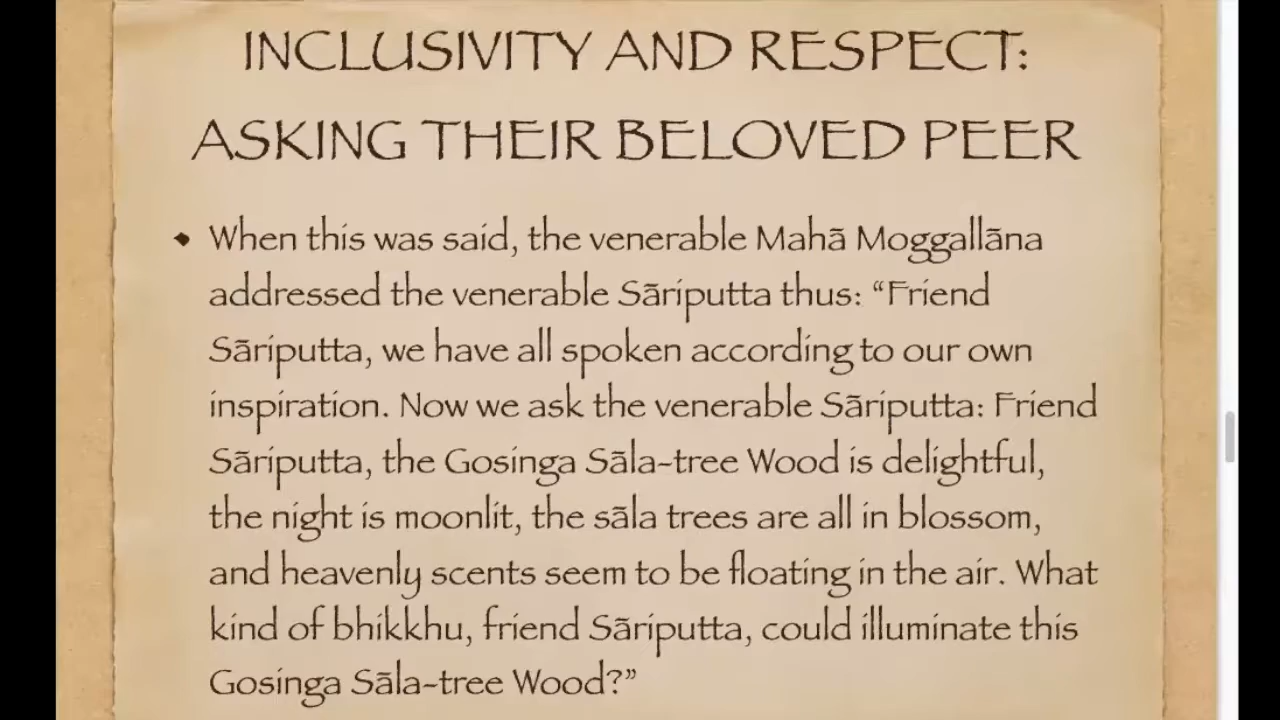 INCLUSIVITY AND RESPECT:
ASKING THEIR BELOVED PEER
• When this was said, the venerable Mahā Moggallāna
addressed the venerable Sāriputta thus: “Friend
Sāriputta, we have all spoken according to our own
inspiration. Now we ask the venerable Sāriputta: Friend
Sāriputta, the Gosinga Sāla-tree Wood is delightful,
the night is moonlit, the sāla trees are all in blossom,
and heavenly scents seem to be floating in the air. What
kind of bhikkhu, friend Sāriputta, could illuminate this
Gosinga Sāla-tree Wood?”